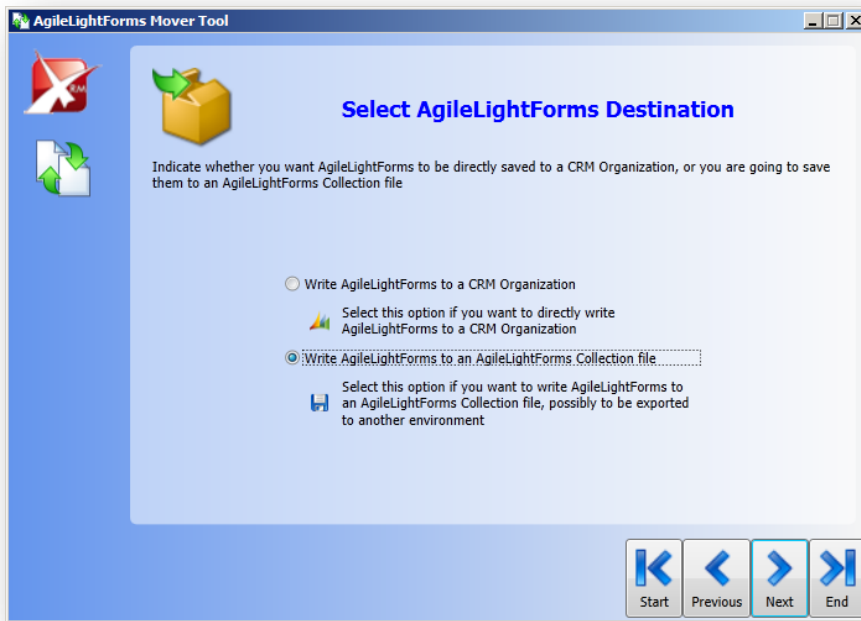 AgileLightForms Mover Tool
RM
Select AgileLightForms Destination
Indicate whether you want AgileLightForms to be directly saved to a CRM Organization, or you are going to save
them to an AgileLightForms Collection file
Write AgileLightForms to a CRM Organization
Select this option if you want to directly write
AgileLightForms to a CRM Organization
Write AgileLightForms to an AgileLightForms Collection file
Select this option if you want to write AgileLightForms to
an AgileLightForms Collection file, possibly to be exported
to another environment
Start Previous Next End